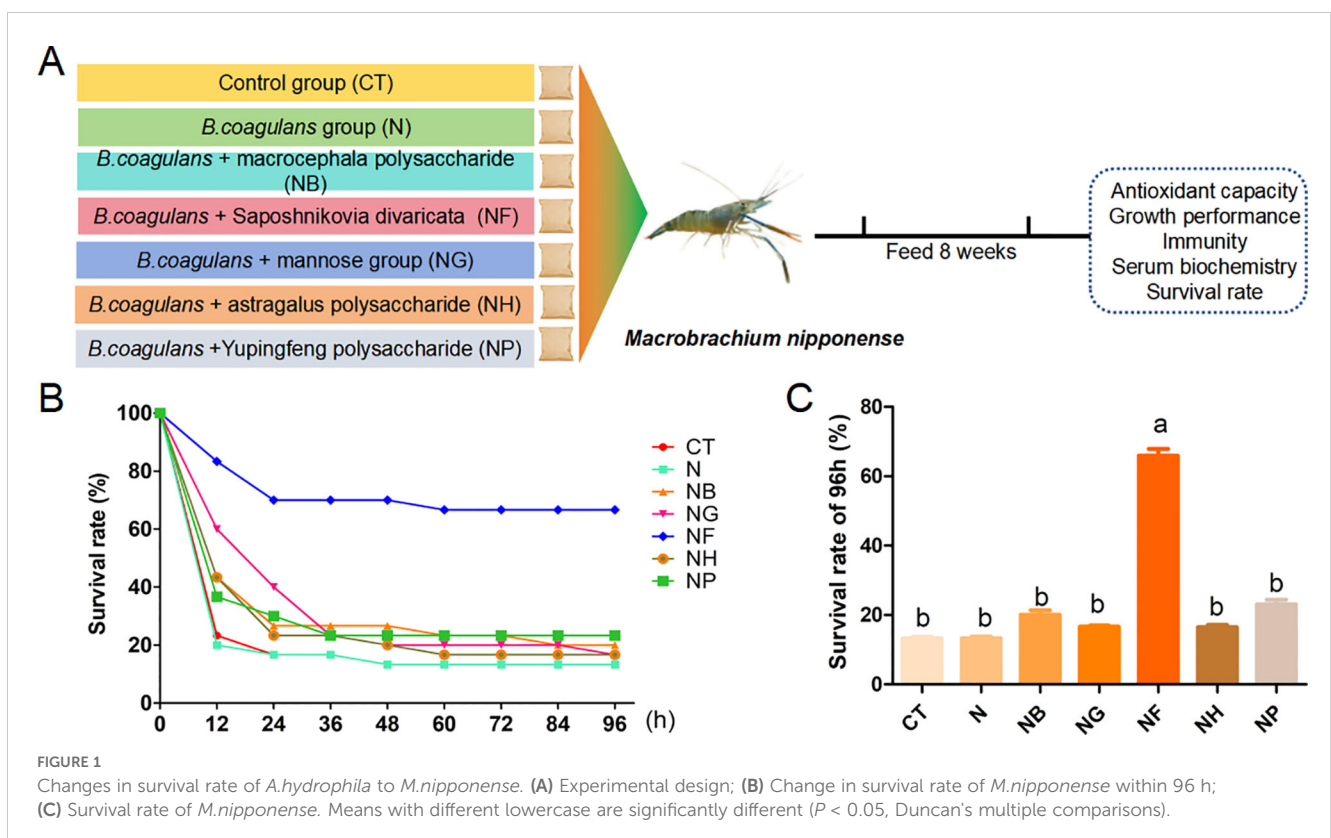 A
Control group (CT)
B.coagulans group (N)
B.coagulans + macrocephala polysaccharide
(NB)
B.coagulans + Saposhnikovia divaricata (NF)
B.coagulans + mannose group (NG)
B.coagulans + astragalus polysaccharide (NH)
B.coagulans +Yupingfeng polysaccharide (NP)
Macrobrachium nipponense
Feed 8 weeks
Antioxidant capacity
Growth performance
Immunity
Serum biochemistry
Survival rate
B
Survival rate (%)
100
80
60
40
20
0
0 12 24 36 48 60 72 84 96 (h)
CT
N
NB
NG
NF
NH
NP
C
Survival rate of 96h (%)
80
60
40
20
0
b b b b a b b
CT N NB NG NF NH NP
FIGURE 1
Changes in survival rate of A.hydrophila to M.nipponense. (A) Experimental design; (B) Change in survival rate of M.nipponense within 96 h;
(C) Survival rate of M.nipponense. Means with different lowercase are significantly different (P < 0.05, Duncan's multiple comparisons).